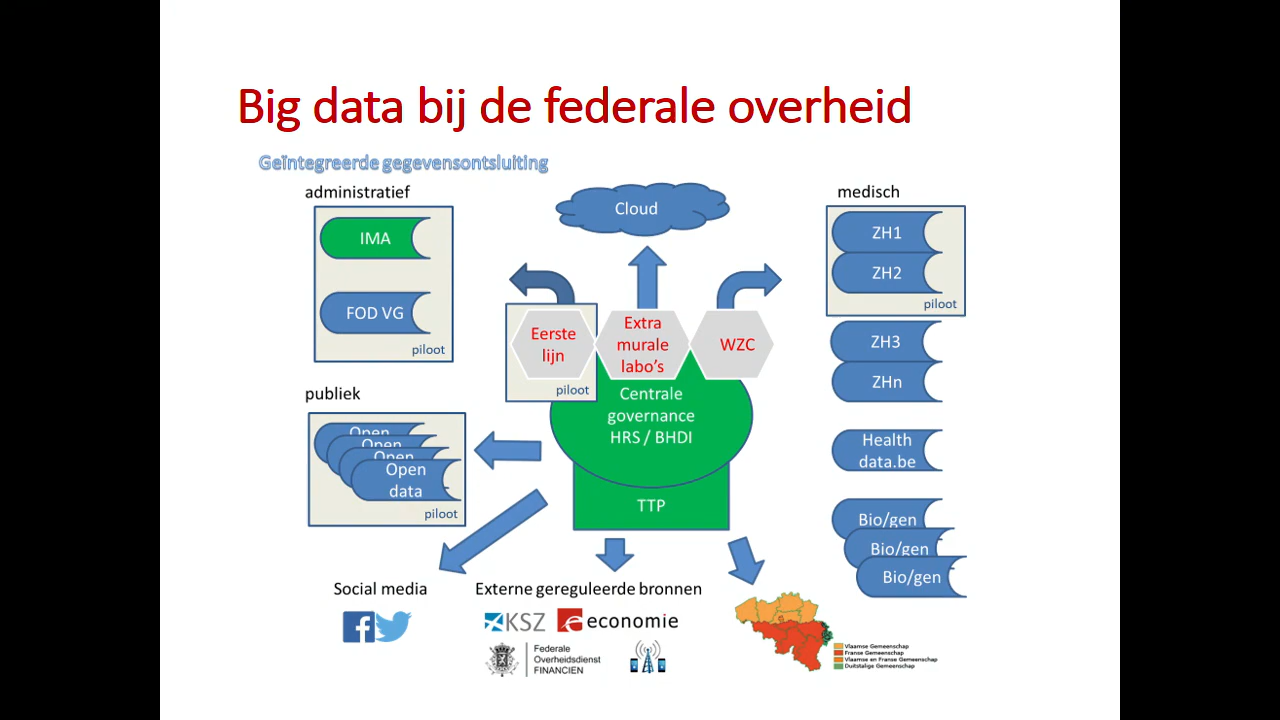 Big data bij de federale overheid
Geïntegreerde gegevensontsluiting
administratief
IMA
FOD VG
piloot
publiek
Open
Open
Open
Open
data
piloot
Cloud
Eerste
lijn
piloot
Extra
murale
labo's
WZC
Centrale
governance
HRS / BHDI
TTP
medisch
ZH1
ZH2
piloot
ZH3
ZHn
Health
data.be
Bio/gen
Bio/gen
Bio/gen
Social media
Externe gereguleerde bronnen
KSZ
e economie
Federale
Overheidsdienst
FINANCIEN
Vlaamse Gemeenschap
Franse Gemeenschap
Vlaamse en Franse Gemeenschap
Duitstalige Gemeenschap